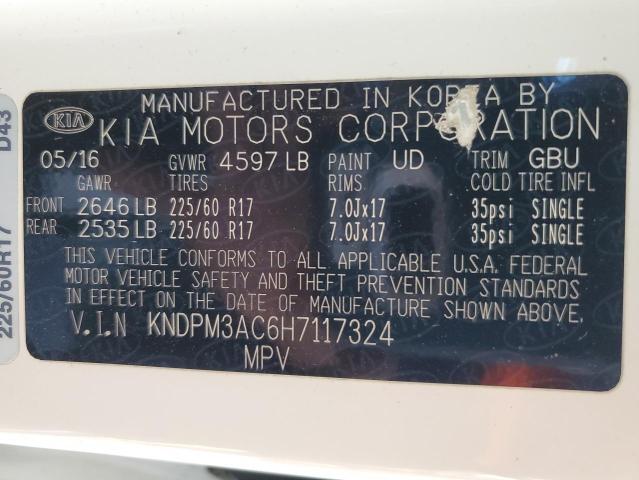 MANUFACTURED IN KOREA BY
KIA KIA MOTORS CORPORATION
05/16 GVWR 4597 LB PAINT UD TRIM GBU
GAWR TIRES RIMS COLD TIRE INFL
FRONT 2646 LB 225/60 R17 7.0Jx17 35psi SINGLE
REAR 2535 LB 225/60 R17 7.0Jx17 35psi SINGLE
THIS VEHICLE CONFORMS TO ALL APPLICABLE U.S.A. FEDERAL
MOTOR VEHICLE SAFETY AND THEFT PREVENTION STANDARDS
IN EFFECT ON THE DATE OF MANUFACTURE SHOWN ABOVE.
V.I.N KNDPM3AC6H7117324
MPV
225/60R17 D43